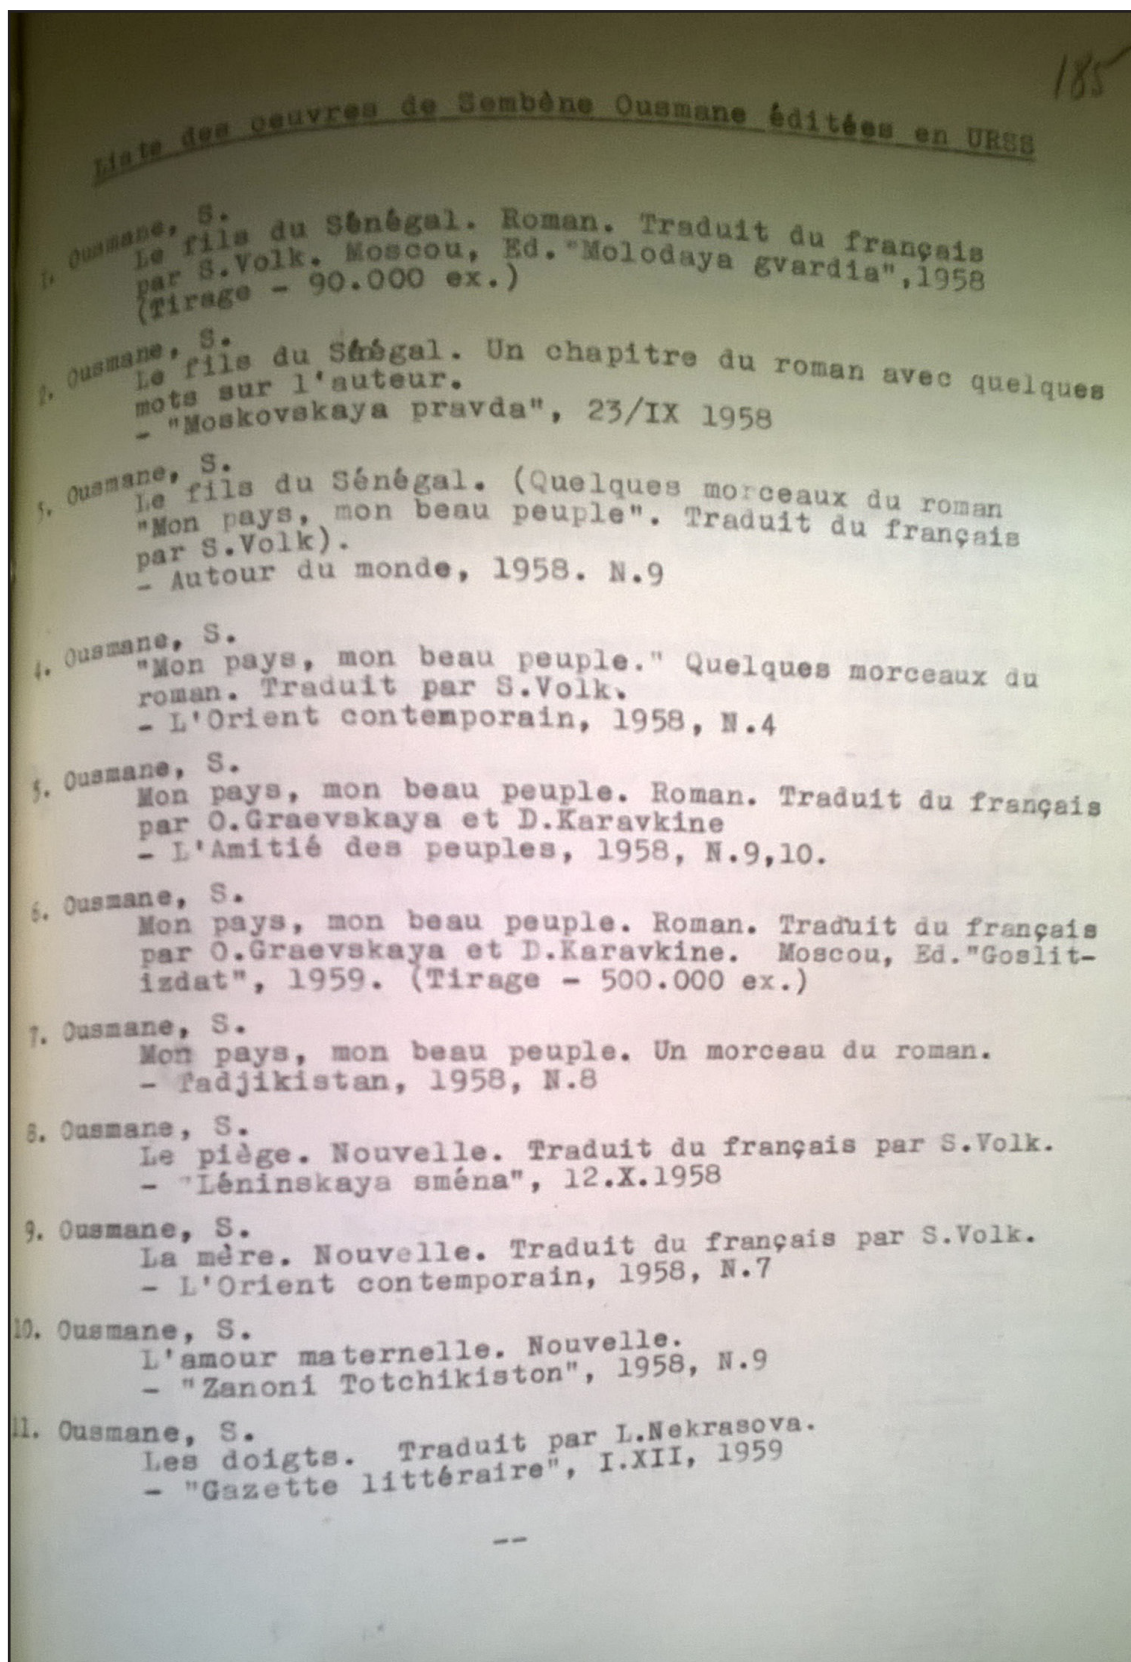 185
Liste des oeuvres de Sembène Ousmane éditées en URSS
1. Ousmane, S.
Le fils du Sénégal. Roman. Traduit du français
par S.Volk. Moscou, Ed."Molodaya gvardia",1958
(Tirage - 90.000 ex.)
2. Ousmane, S.
Le fils du Sénégal. Un chapitre du roman avec quelques
mots sur l'auteur.
- "Moskovskaya pravda", 23/IX 1958
3. Ousmane, S.
Le fils du Sénégal. (Quelques morceaux du roman
"Mon pays, mon beau peuple". Traduit du français
par S.Volk).
- Autour du monde, 1958. N.9
4. Ousmane, S.
"Mon pays, mon beau peuple." Quelques morceaux du
roman. Traduit par S.Volk.
- L'Orient contemporain, 1958, N.4
5. Ousmane, S.
Mon pays, mon beau peuple. Roman. Traduit du français
par O.Graevskaya et D.Karavkine
- L'Amitié des peuples, 1958, N.9,10.
6. Ousmane, S.
Mon pays, mon beau peuple. Roman. Traduit du français
par O.Graevskaya et D.Karavkine. Moscou, Ed."Goslit-
izdat", 1959. (Tirage - 500.000 ex.)
7. Ousmane, S.
Mon pays, mon beau peuple. Un morceau du roman.
- Tadjikistan, 1958, N.8
8. Ousmane, S.
Le piège. Nouvelle. Traduit du français par S.Volk.
- "Léninskaya sména", 12.X.1958
9. Ousmane, S.
La mère. Nouvelle. Traduit du français par S.Volk.
- L'Orient contemporain, 1958, N.7
10. Ousmane, S.
L'amour maternelle. Nouvelle.
- "Zanoni Totchikiston", 1958, N.9
11. Ousmane, S.
Les doigts. Traduit par L.Nekrasova.
- "Gazette littéraire", I.XII, 1959
--